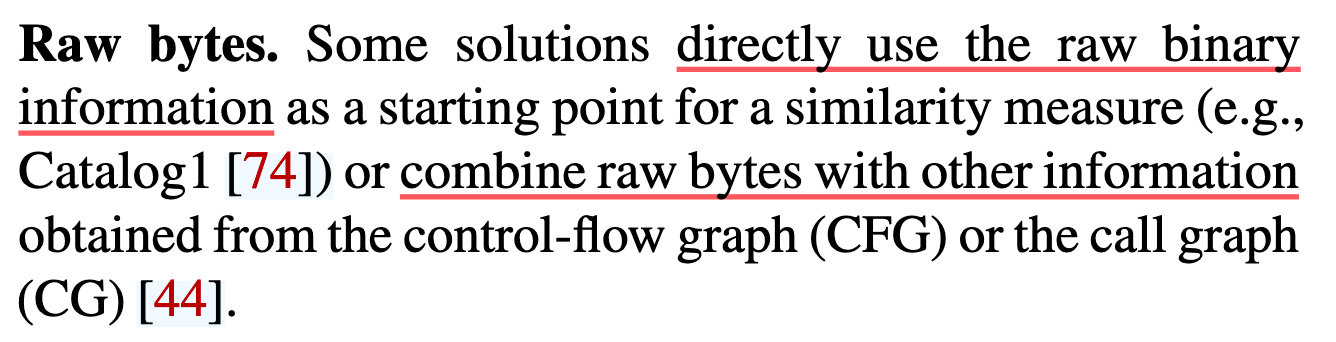 Raw bytes. Some solutions directly use the raw binary
information as a starting point for a similarity measure (e.g.,
Catalog1 [74]) or combine raw bytes with other information
obtained from the control-flow graph (CFG) or the call graph
(CG) [44].